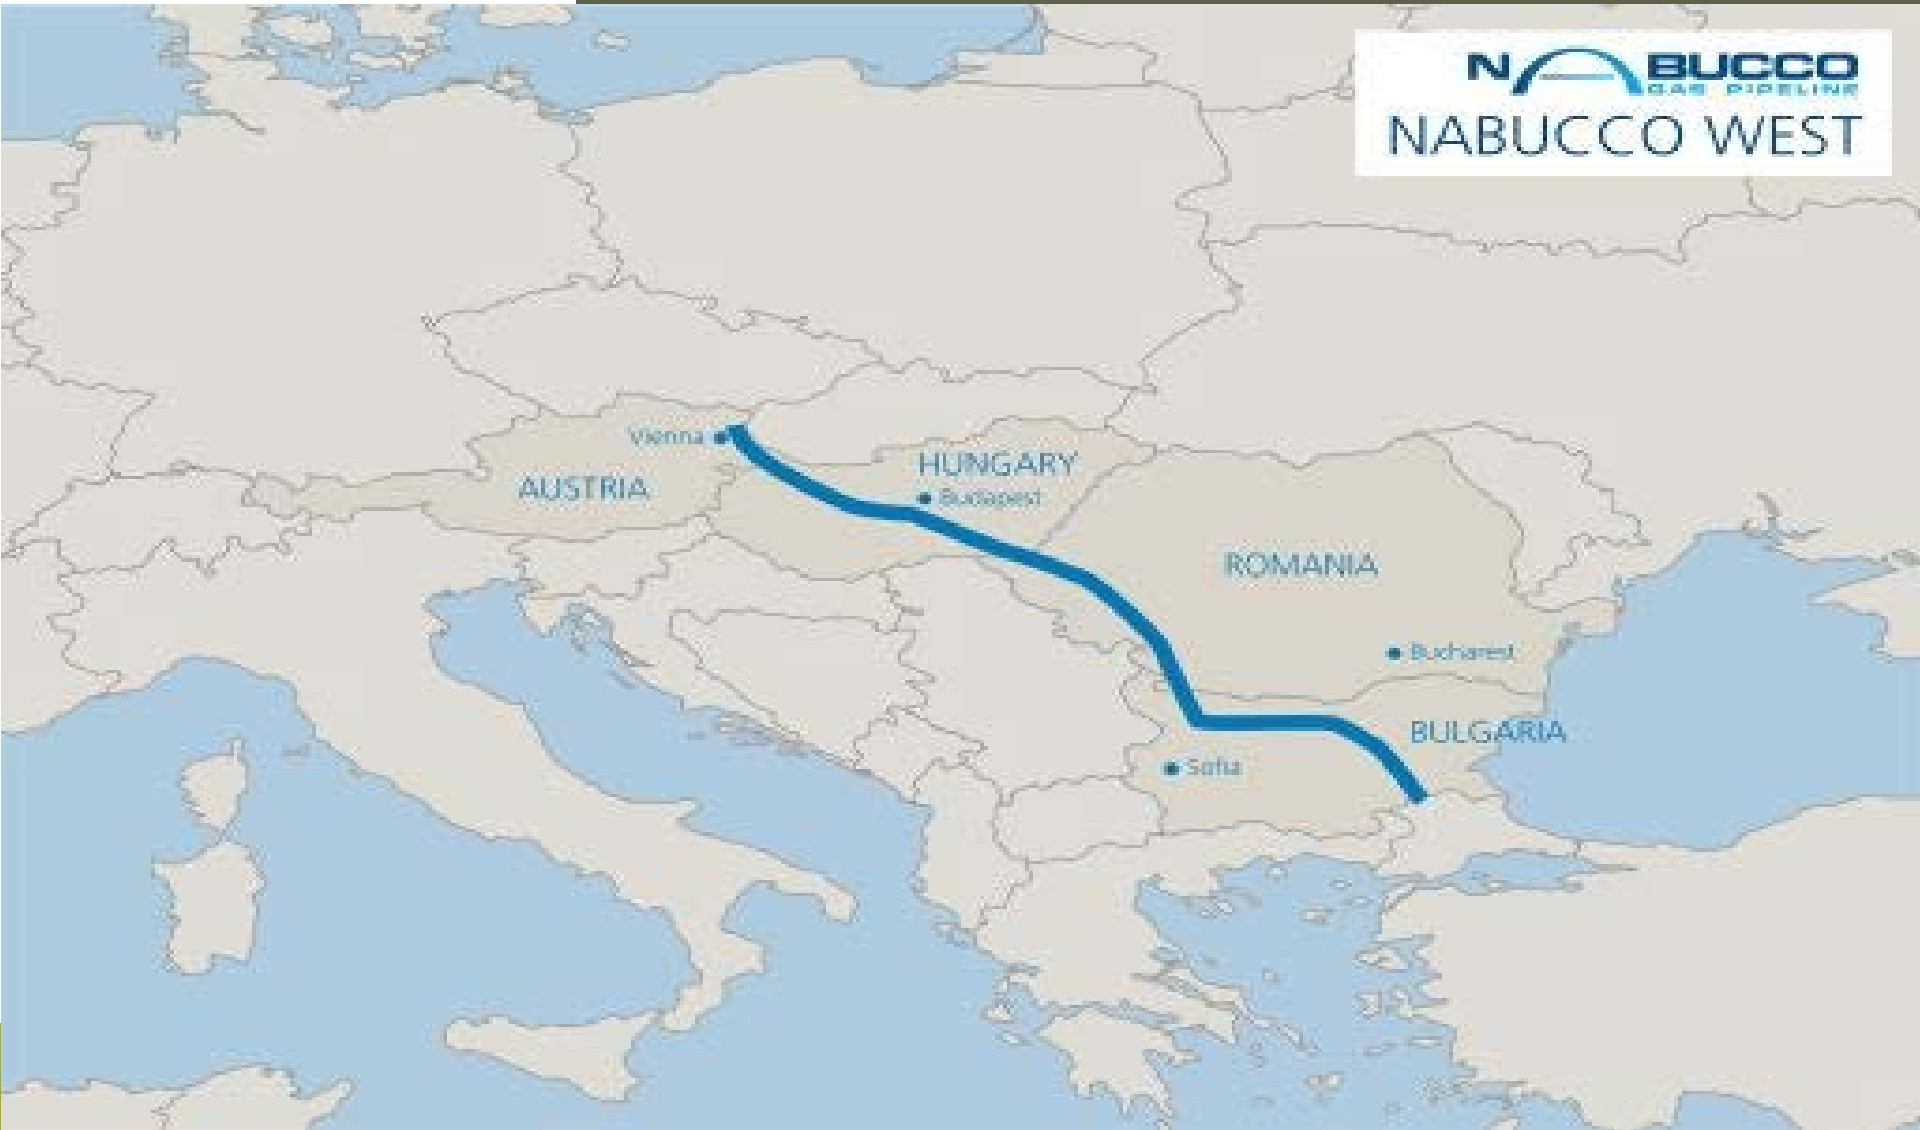 NABUCCO
GAS PIPELINE
NABUCCO WEST
Vienna
AUSTRIA
HUNGARY
Budapest
ROMANIA
Bucharest
BULGARIA
Sofia